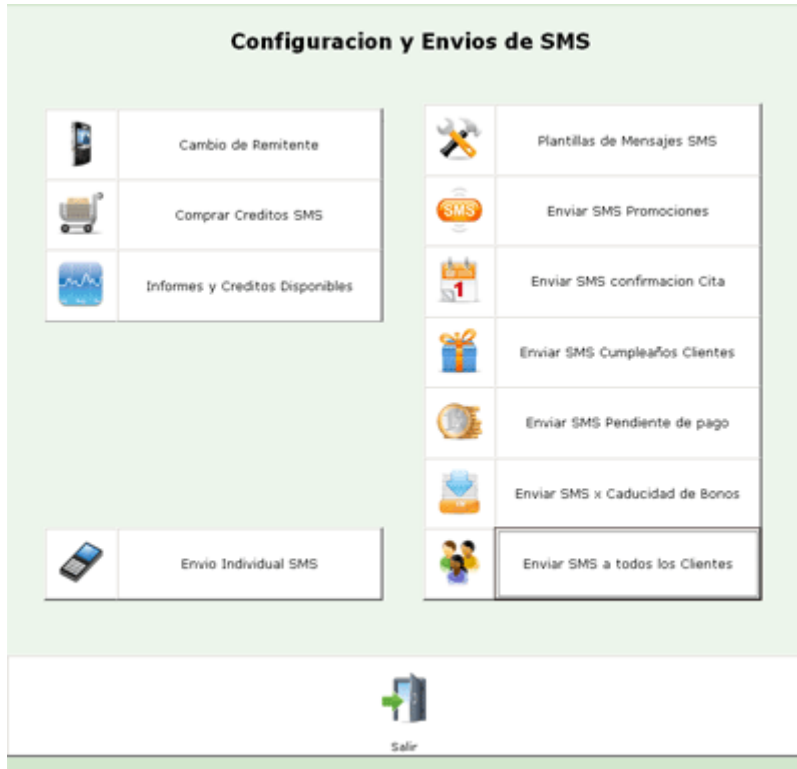 Configuracion y Envios de SMS
Cambio de Remitente
Comprar Creditos SMS
Informes y Creditos Disponibles
Envio Individual SMS
Plantillas de Mensajes SMS
SMS
Enviar SMS Promociones
1
Enviar SMS confirmacion Cita
Enviar SMS Cumpleaños Clientes
Enviar SMS Pendiente de pago
Enviar SMS x Caducidad de Bonos
Enviar SMS a todos los Clientes
Salir